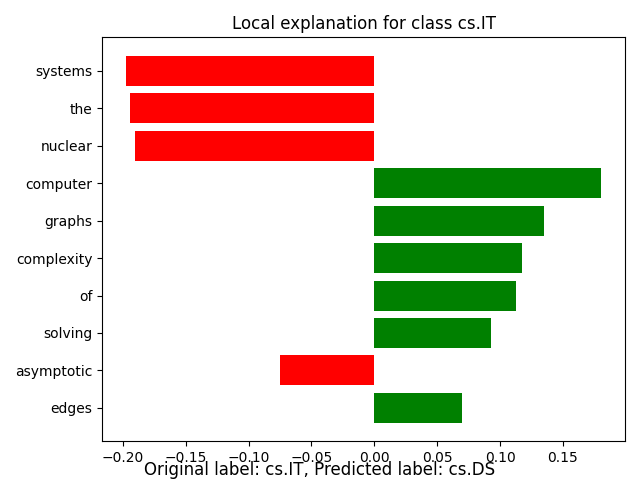 Local explanation for class cs.IT
systems
the
nuclear
computer
graphs
complexity
of
solving
asymptotic
edges
−0.20 −0.15 −0.10 −0.05 0.00 0.05 0.10 0.15
Original label: cs.IT, Predicted label: cs.DS